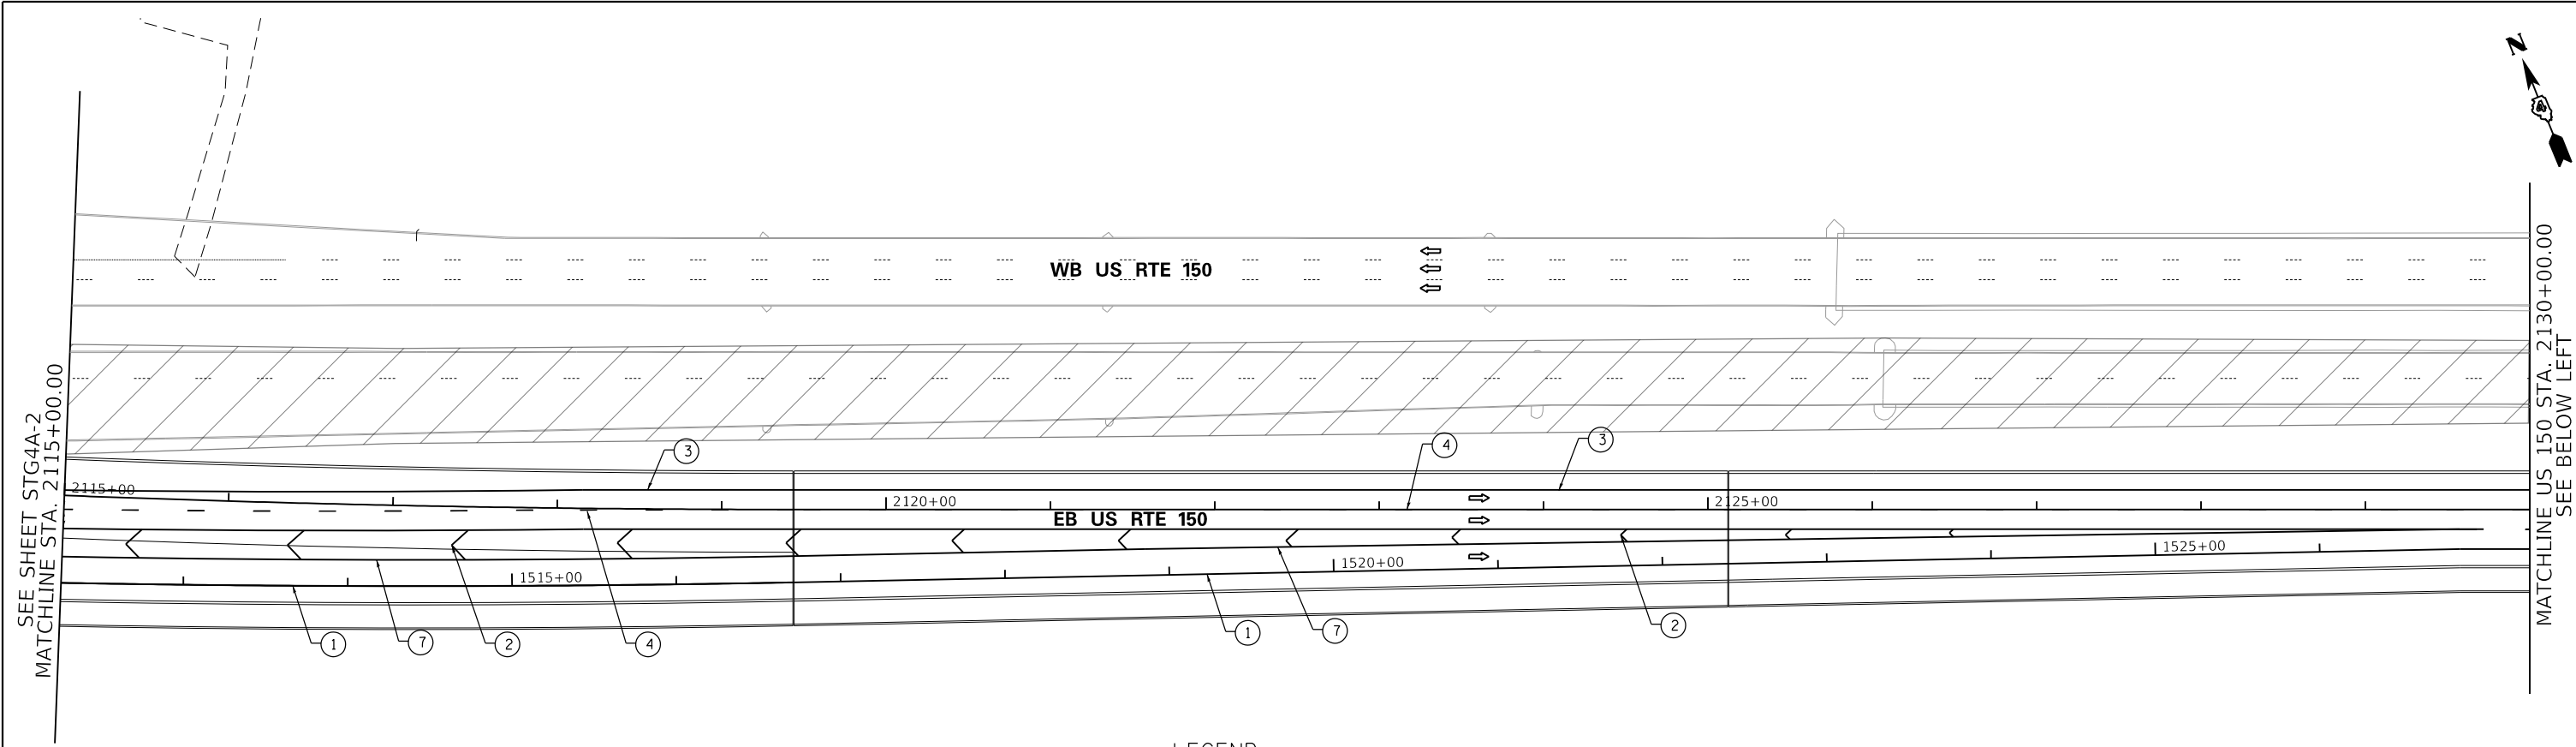 N
WB US RTE 150
SEE SHEET STG4A-2
MATCHLINE STA. 2115+00.00
MATCHLINE US 150 STA. 2130+00.00
SEE BELOW LEFT
3
4
3
2115+00
2120+00
2125+00
EB US RTE 150
1515+00
1520+00
1525+00
1
7
2
4
1
7
2
LEGEND